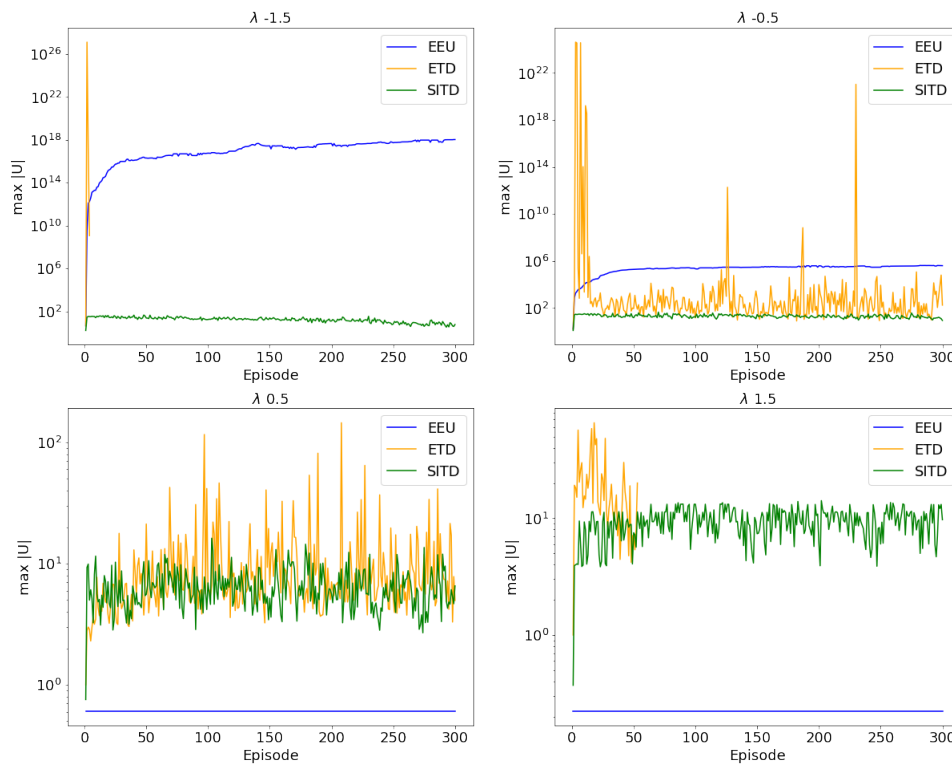 λ -1.5
10^26
10^22
10^18
10^14
10^10
10^6
10^2
max |U|
0 50 100 150 200 250 300
Episode
EEU
ETD
SITD
λ -0.5
10^22
10^18
10^14
10^10
10^6
10^2
max |U|
0 50 100 150 200 250 300
Episode
EEU
ETD
SITD
λ 0.5
10^2
10^1
10^0
max |U|
0 50 100 150 200 250 300
Episode
EEU
ETD
SITD
λ 1.5
10^1
10^0
max |U|
0 50 100 150 200 250 300
Episode
EEU
ETD
SITD